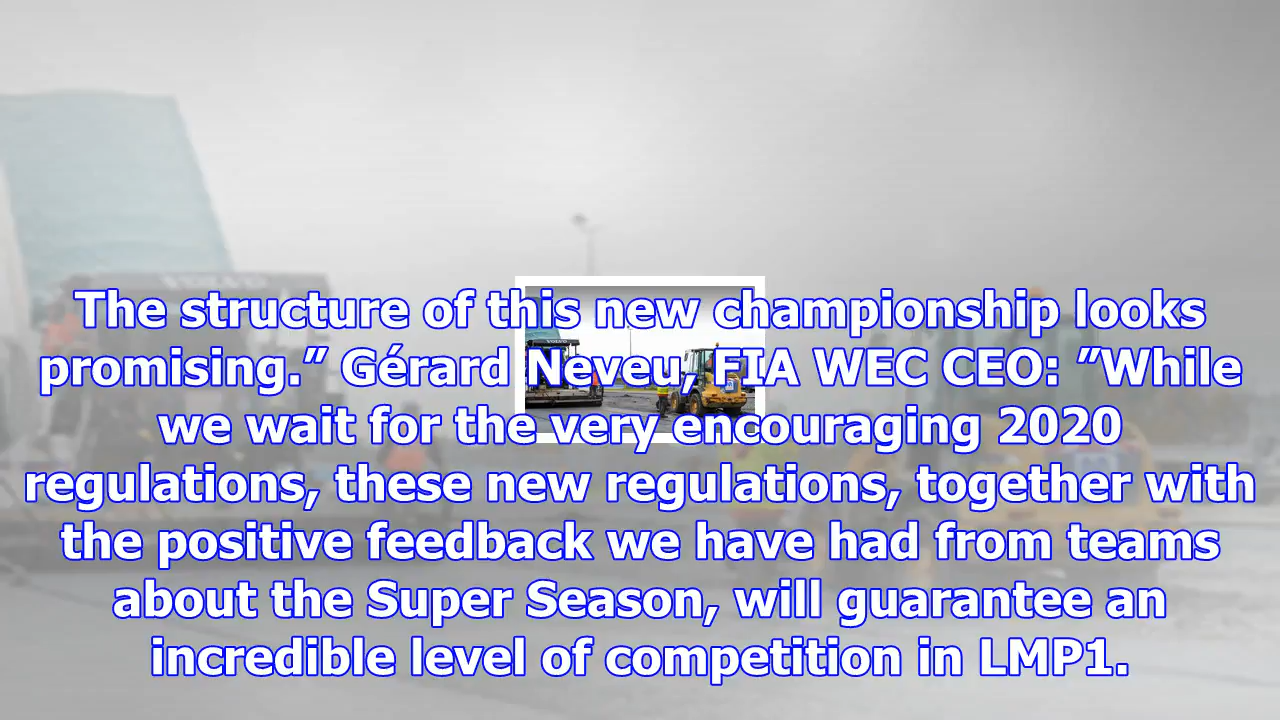 VOLVO
VOLVO
The structure of this new championship looks
promising.” Gérard Neveu, FIA WEC CEO: ”While
we wait for the very encouraging 2020
regulations, these new regulations, together with
the positive feedback we have had from teams
about the Super Season, will guarantee an
incredible level of competition in LMP1.